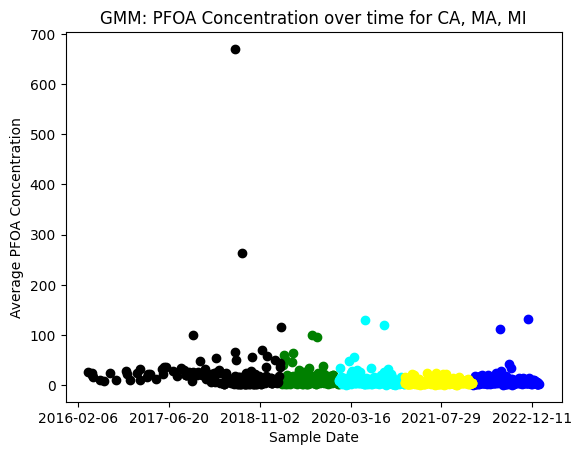 GMM: PFOA Concentration over time for CA, MA, MI
700
600
500
400
300
200
100
0
Average PFOA Concentration
2016-02-06 2017-06-20 2018-11-02 2020-03-16 2021-07-29 2022-12-11
Sample Date